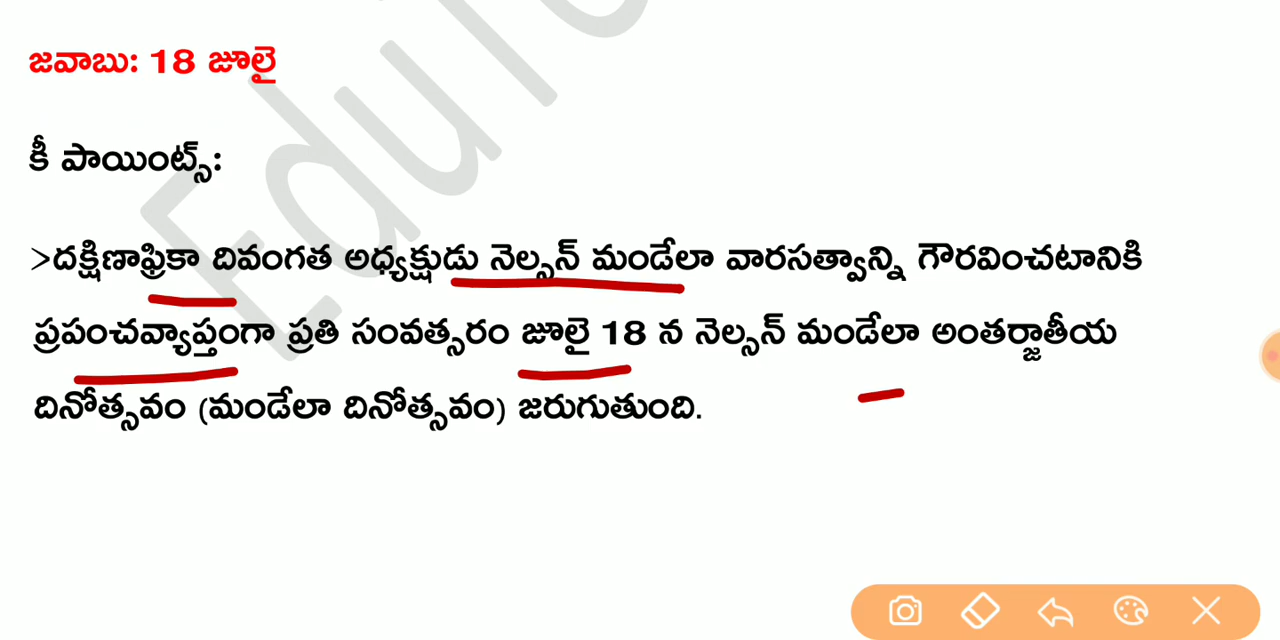 జవాబు: 18 జూలై
కీ పాయింట్స్:
>దక్షిణాఫ్రికా దివంగత అధ్యక్షుడు నెల్సన్ మండేలా వారసత్వాన్ని గౌరవించటానికి
ప్రపంచవ్యాప్తంగా ప్రతి సంవత్సరం జూలై 18 న నెల్సన్ మండేలా అంతర్జాతీయ
దినోత్సవం (మండేలా దినోత్సవం) జరుగుతుంది.